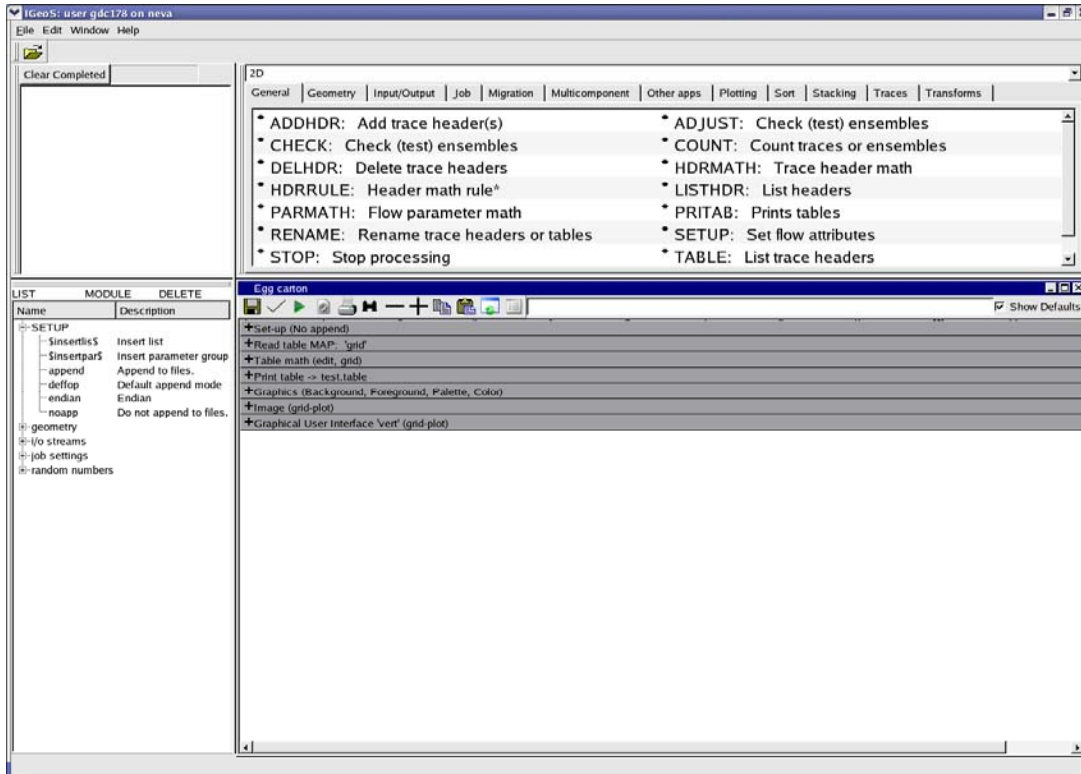 IGeoS: user gdc178 on neva
File Edit Window Help
Clear Completed
2D
General Geometry Input/Output Job Migration Multicomponent Other apps Plotting Sort Stacking Traces Transforms
ADDHDR: Add trace header(s) ADJUST: Check (test) ensembles
CHECK: Check (test) ensembles COUNT: Count traces or ensembles
DELHDR: Delete trace headers HDRMATH: Trace header math
HDRRULE: Header math rule* LISTHDR: List headers
PARMATH: Flow parameter math PRITAB: Prints tables
RENAME: Rename trace headers or tables SETUP: Set flow attributes
STOP: Stop processing TABLE: List trace headers
LIST MODULE DELETE
Name Description
SETUP
$insertlis$ Insert list
$insertpar$ Insert parameter group
append Append to files.
deffop Default append mode
endian Endian
noapp Do not append to files.
geometry
i/o streams
job settings
random numbers
Egg carton
Show Defaults
+Set-up (No append)
+Read table MAP: 'grid'
+Table math (edit, grid)
+Print table -> test.table
+Graphics (Background, Foreground, Palette, Color)
+Image (grid-plot)
+Graphical User Interface 'vert' (grid-plot)